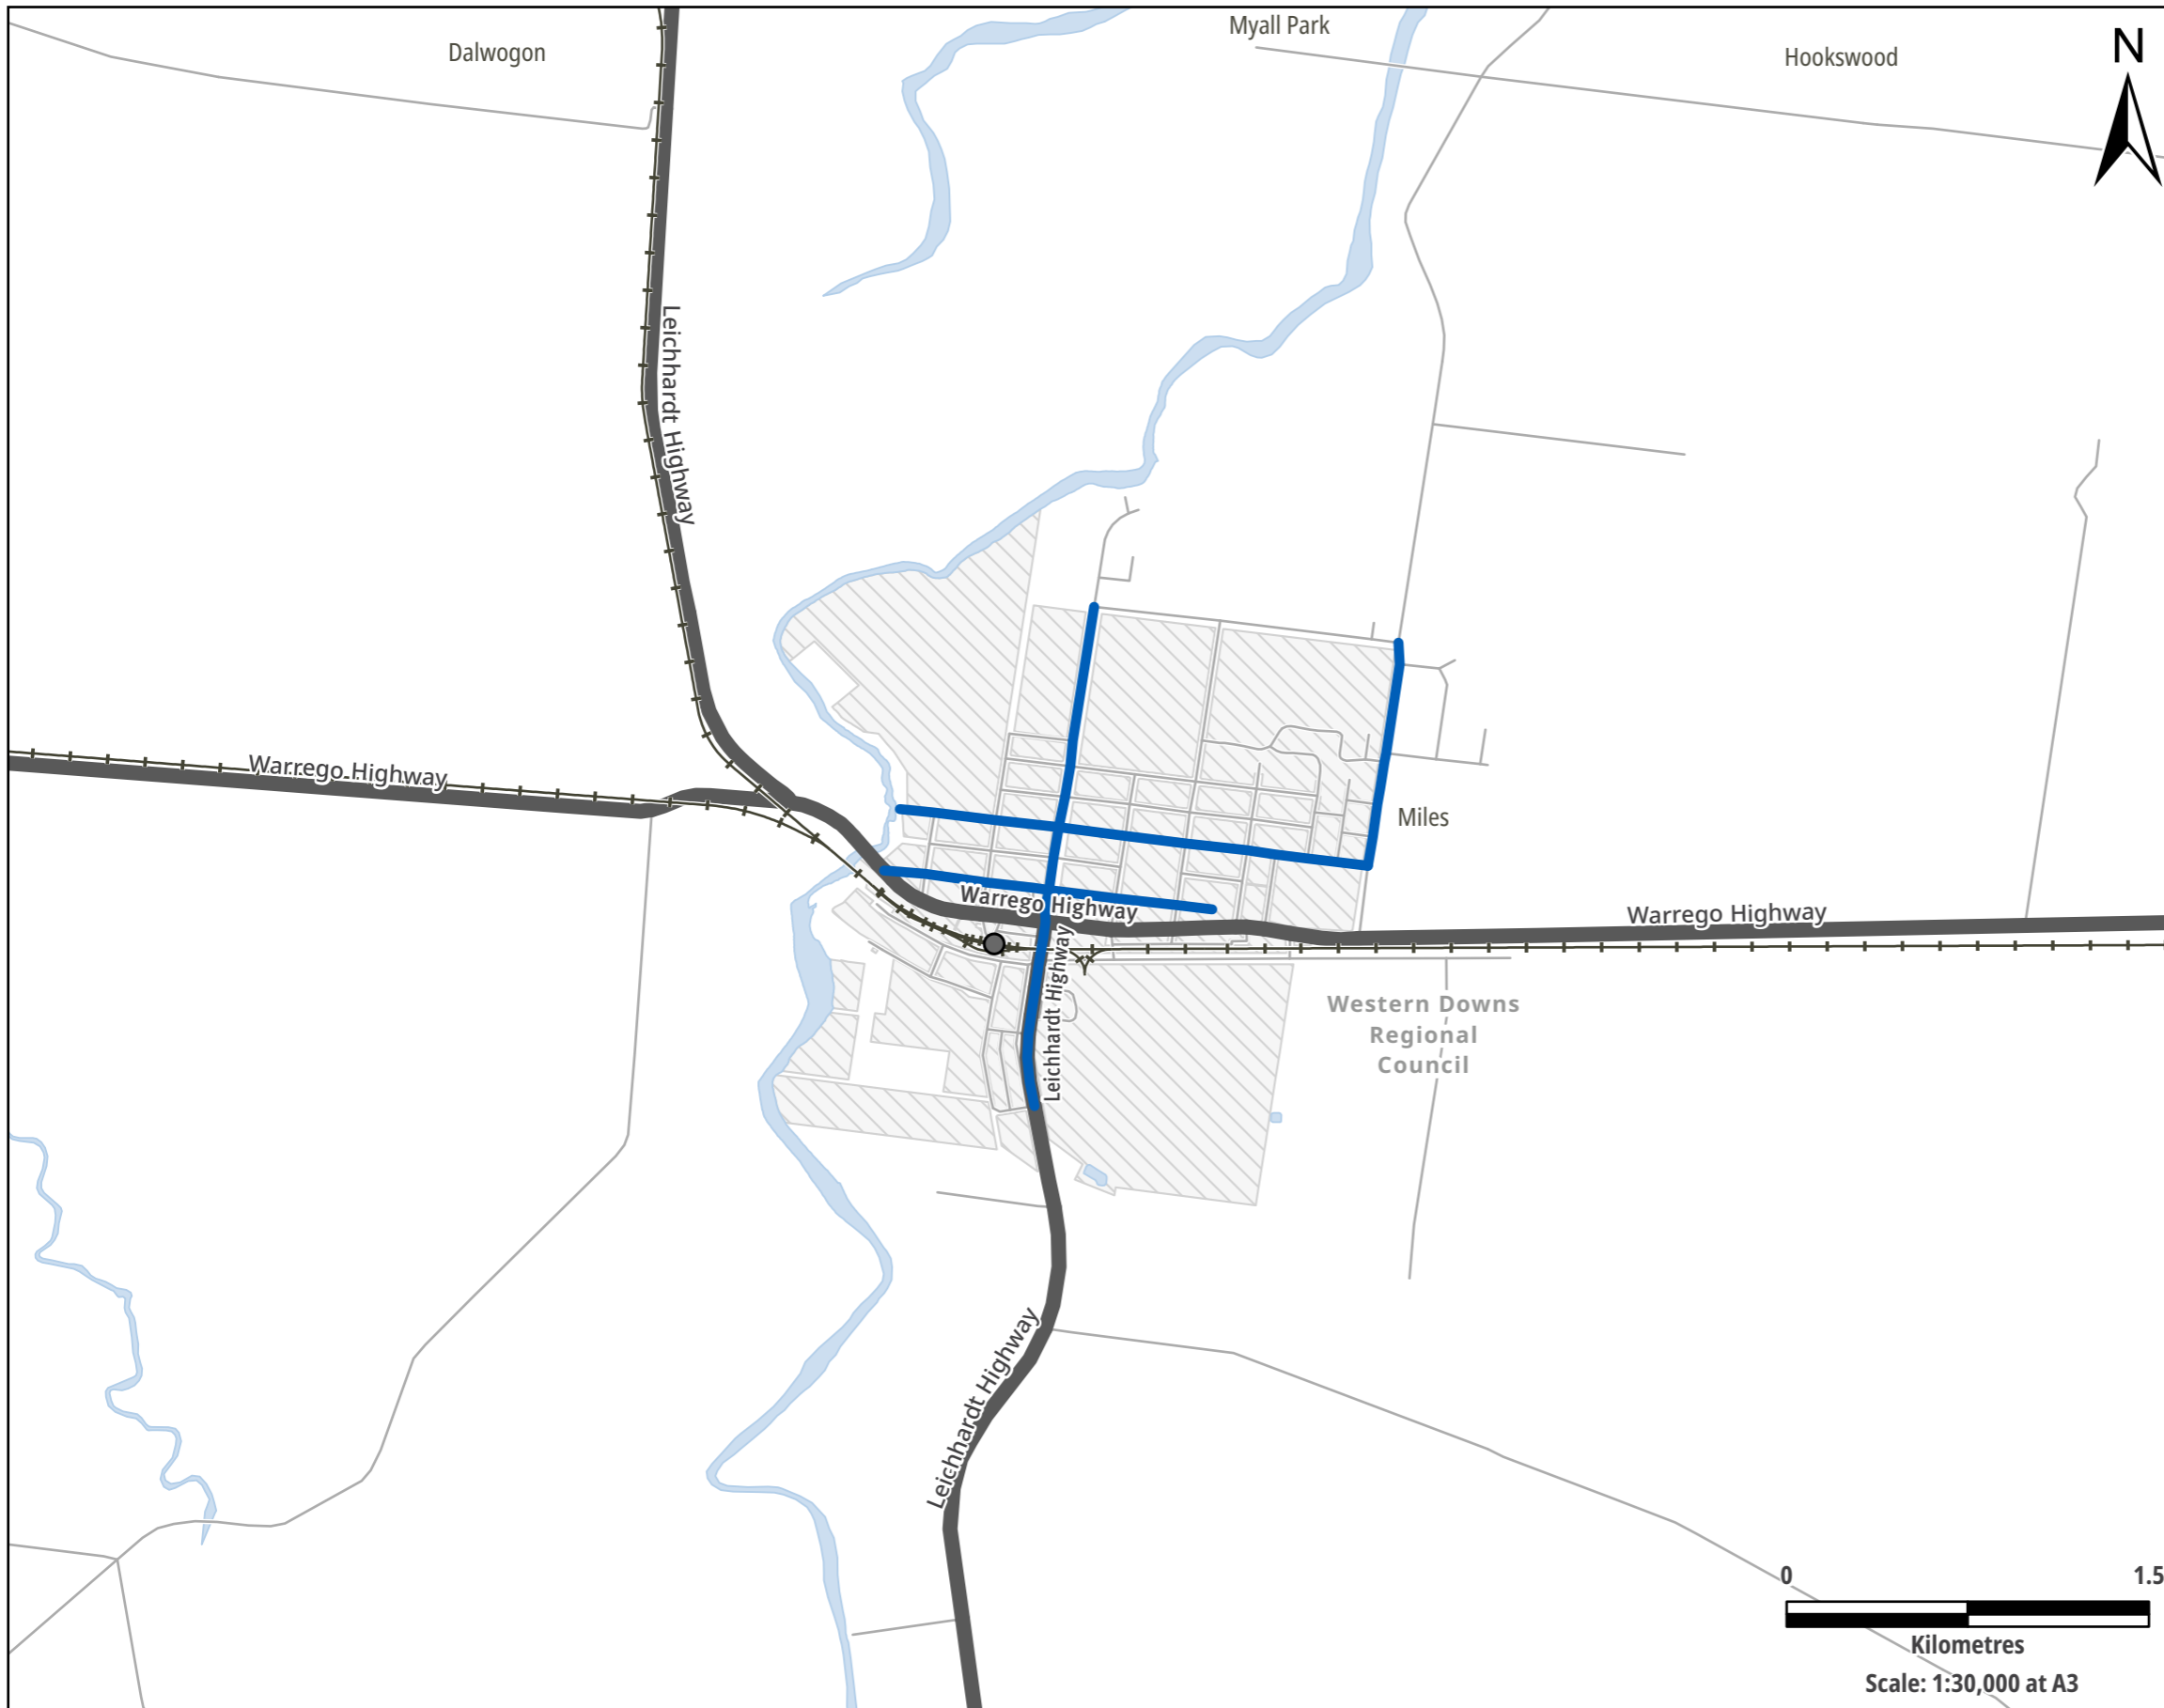 Myall Park
Dalwogon
Hookswood
N
Leichhardt Highway
Warrego Highway
Miles
Warrego Highway
Warrego Highway
Leichhardt Highway
Western Downs
Regional
Council
Leichhardt Highway
0
1.5
Kilometres
Scale: 1:30,000 at A3